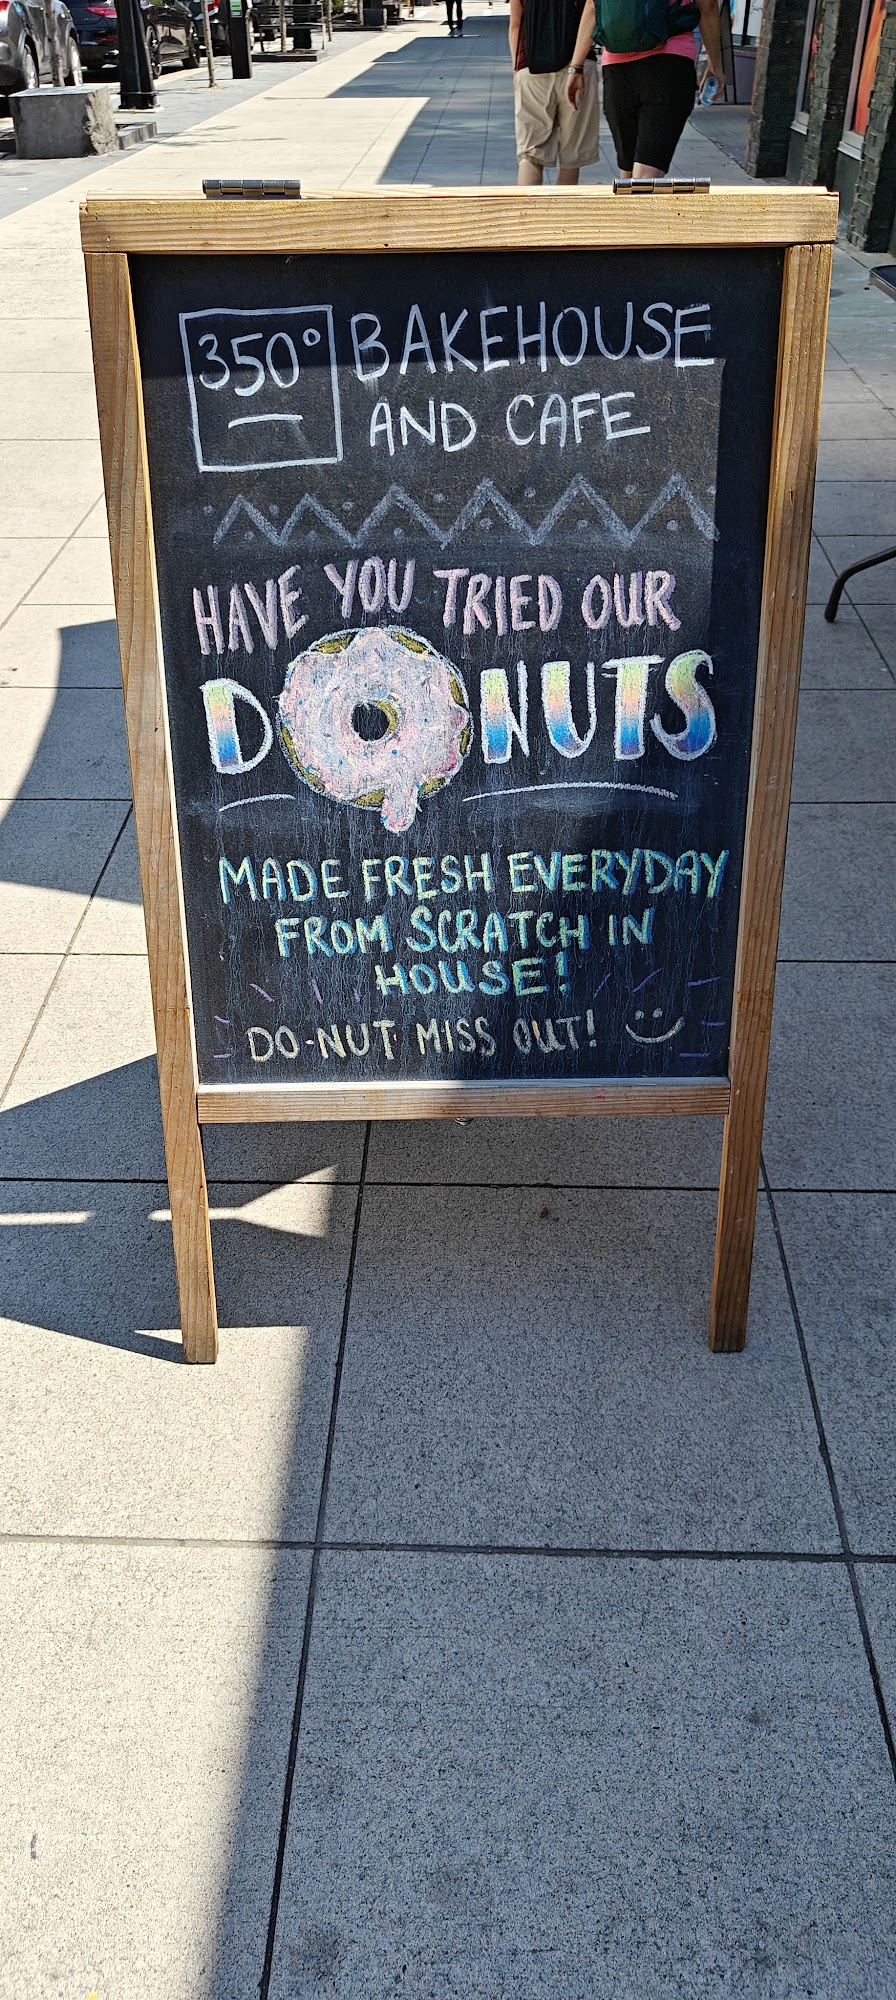 350° BAKEHOUSE
AND CAFE
HAVE YOU TRIED OUR
DONUTS
MADE FRESH EVERYDAY
FROM SCRATCH IN
HOUSE!
DO-NUT MISS OUT!